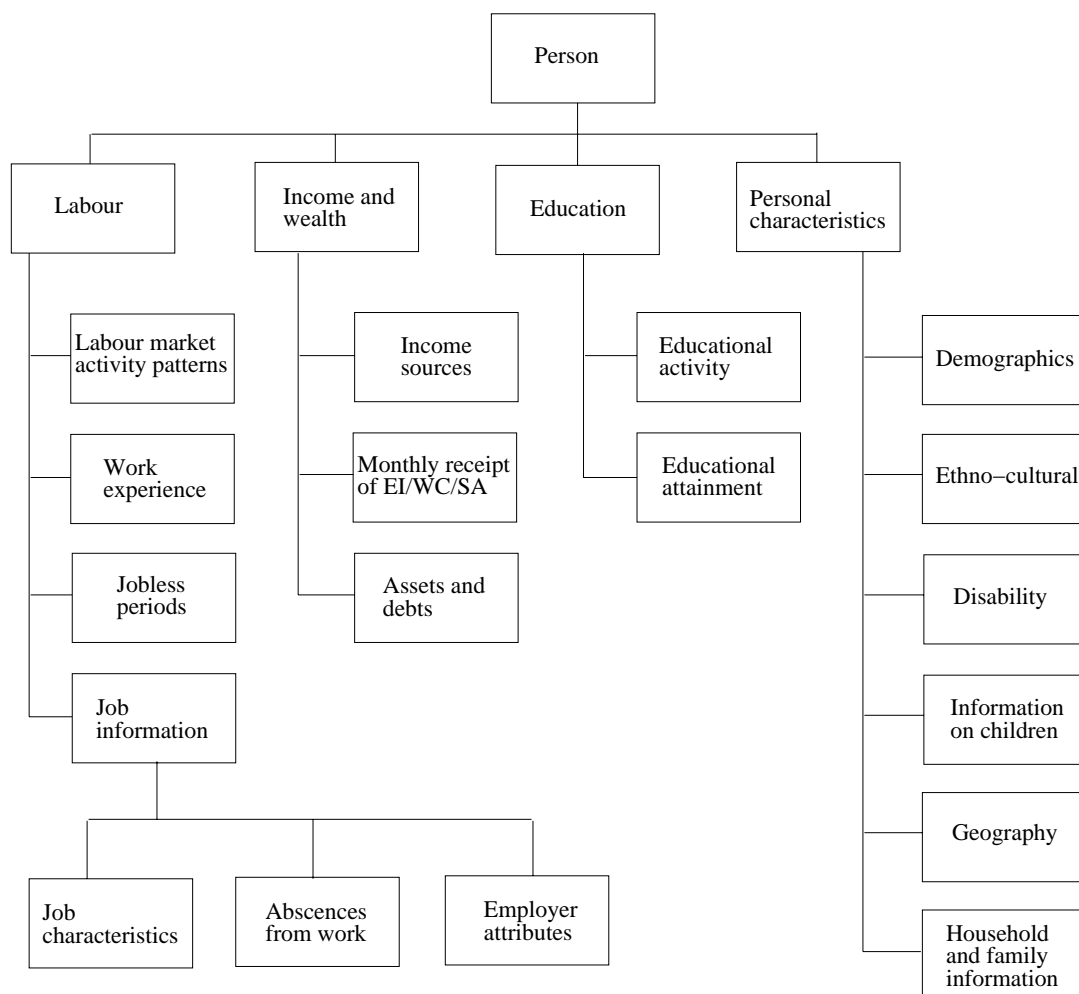 Person
Labour
Income and
wealth
Education
Personal
characteristics
Labour market
activity patterns
Work
experience
Jobless
periods
Job
information
Income
sources
Monthly receipt
of EI/WC/SA
Assets and
debts
Educational
activity
Educational
attainment
Demographics
Ethno−cultural
Disability
Information
on children
Geography
Household
and family
information
Job
characteristics
Abscences
from work
Employer
attributes